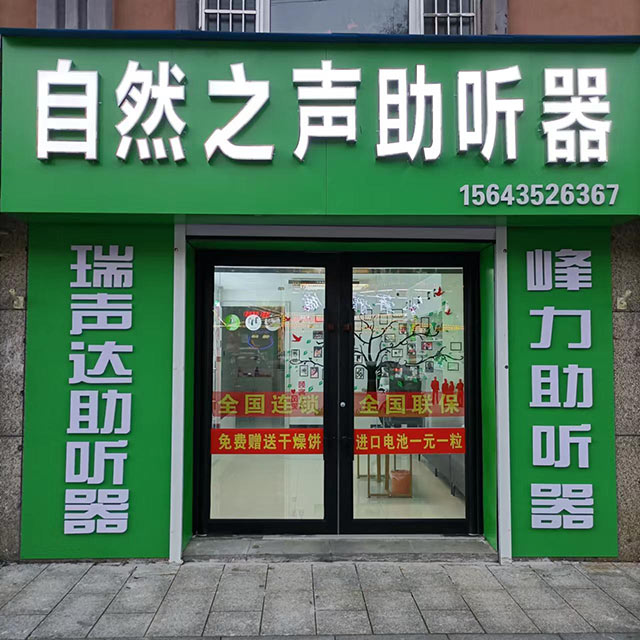 自然之声助听器
15643526367
瑞声达助听器
峰力助听器
全国连锁 全国联保
免费赠送干燥饼 进口电池一元一粒